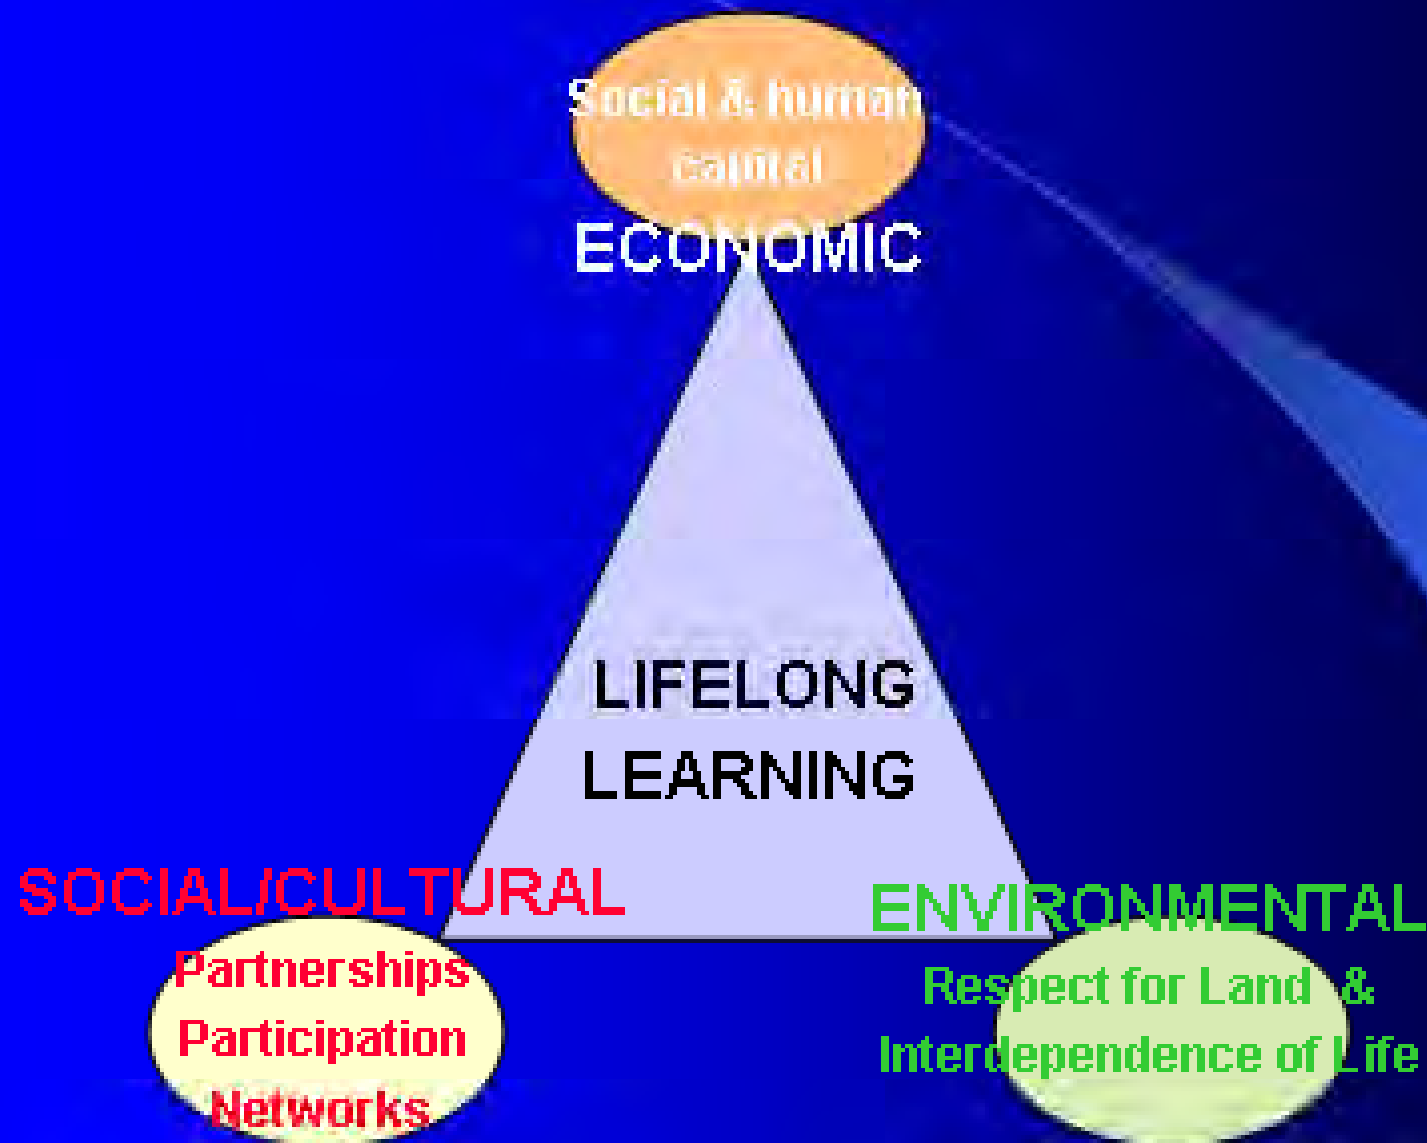 Social & human
capital
ECONOMIC
LIFELONG
LEARNING
SOCIAL/CULTURAL
Partnerships
Participation
Networks
ENVIRONMENTAL
Respect for Land &
Interdependence of Life